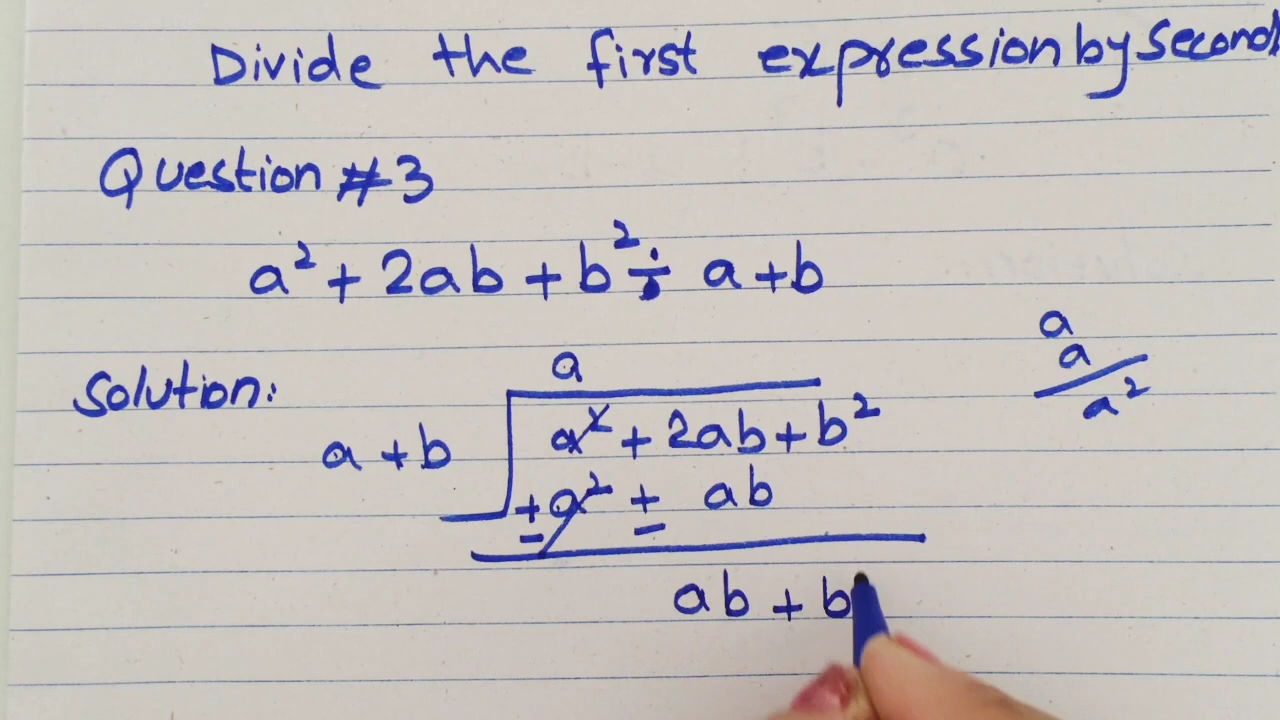 Divide the first expression by second
Question #3
a² + 2ab + b² ÷ a + b
Solution:
a
a + b
a² + 2ab + b²
± a² ± ab
ab + b
a
a
a²